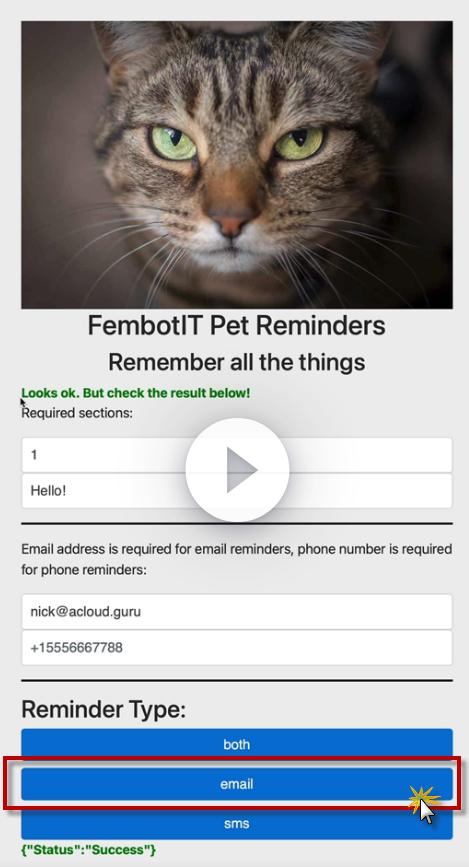 FembotIT Pet Reminders
Remember all the things
Looks ok. But check the result below!
Required sections:
1
Hello!
Email address is required for email reminders, phone number is required
for phone reminders:
nick@acloud.guru
+15556667788
Reminder Type:
both
email
sms
{"Status":"Success"}